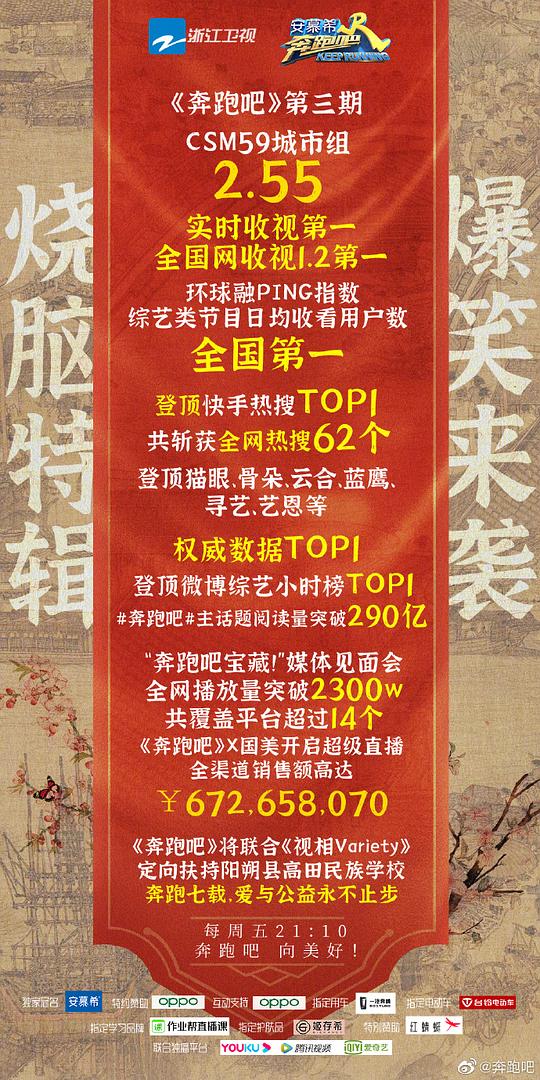 浙江卫视
安慕希
奔跑吧
KEEP RUNNING
烧脑特辑
爆笑来袭
《奔跑吧》第三期
CSM59城市组
2.55
实时收视第一
全国网收视1.2第一
环球融PING指数
综艺类节目日均收看用户数
全国第一
登顶快手热搜TOP1
共斩获全网热搜62个
登顶猫眼、骨朵、云合、蓝鹰、
寻艺、艺恩等
权威数据TOP1
登顶微博综艺小时榜TOP1
#奔跑吧#主话题阅读量突破290亿
“奔跑吧宝藏!”媒体见面会
全网播放量突破2300w
共覆盖平台超过14个
《奔跑吧》X国美开启超级直播
全渠道销售额高达
￥672,658,070
《奔跑吧》将联合《视相Variety》
定向扶持阳朔县高田民族学校
奔跑七载,爱与公益永不止步
每周五21:10
奔跑吧 向美好!
独家冠名 安慕希 特约赞助 OPPO 互动支持 OPPO 指定用车 一汽奔腾 指定电动车 台铃电动车
指定学习品牌 作业帮直播课 指定护肤品 姬存希 特别赞助 红蜻蜓
联合独播平台 YOUKU 腾讯视频 iQIYI 爱奇艺
@奔跑吧